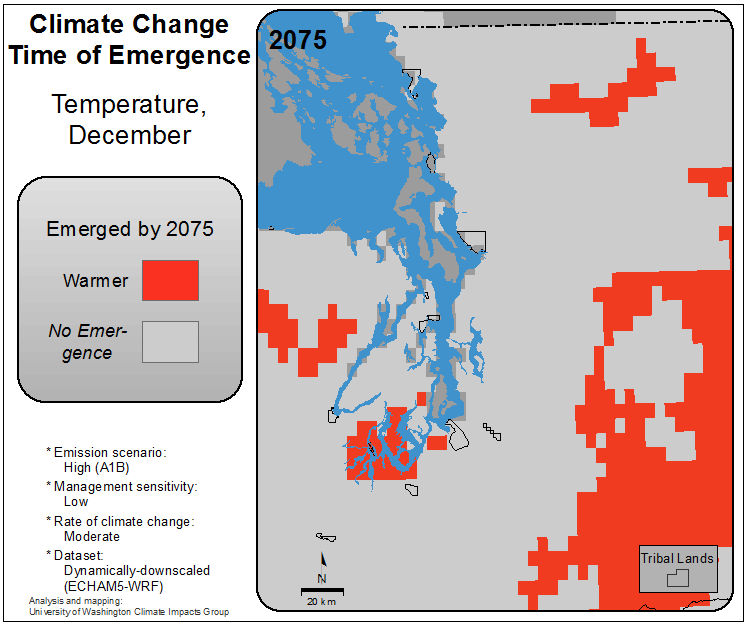 Climate Change
Time of Emergence
Temperature,
December
Emerged by 2075
Warmer
No Emer-
gence
* Emission scenario:
High (A1B)
* Management sensitivity:
Low
* Rate of climate change:
Moderate
* Dataset:
Dynamically-downscaled
(ECHAM5-WRF)
Analysis and mapping:
University of Washington Climate Impacts Group
2075
N
20 km
Tribal Lands